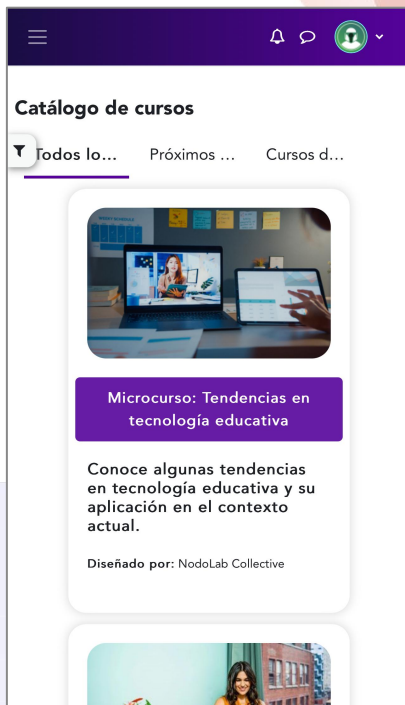 Catálogo de cursos
Todos lo... Próximos ... Cursos d...
Microcurso: Tendencias en
tecnología educativa
Conoce algunas tendencias
en tecnología educativa y su
aplicación en el contexto
actual.
Diseñado por: NodoLab Collective